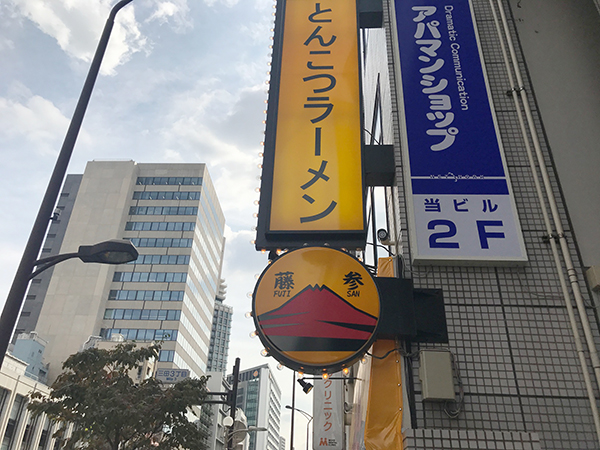 とんこつラーメン
藤 参
FUJI SAN
Dramatic Communication
アパマンショップ
当ビル
2F
クリニック